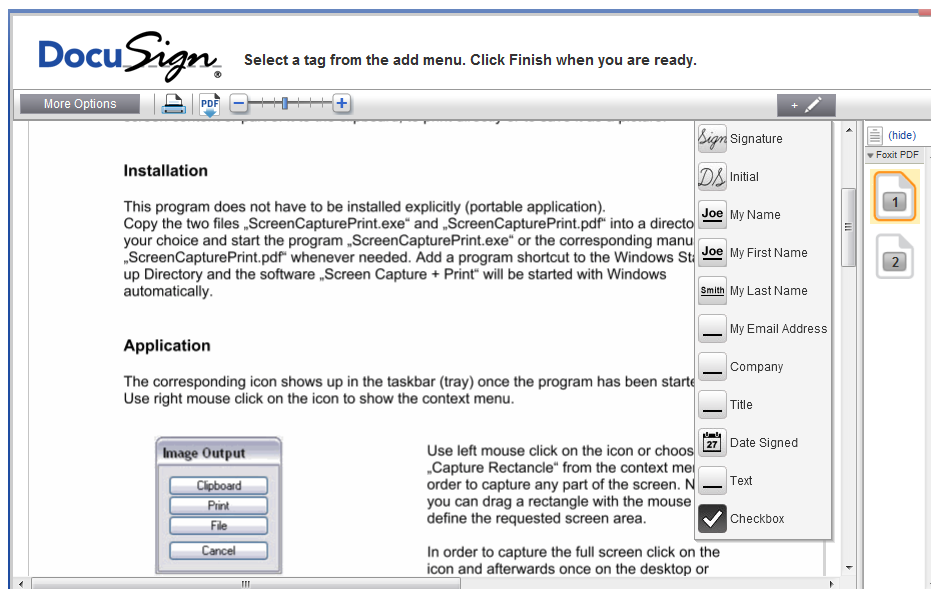 DocuSign®
Select a tag from the add menu. Click Finish when you are ready.
More Options
PDF
Installation
This program does not have to be installed explicitly (portable application).
Copy the two files „ScreenCapturePrint.exe“ and „ScreenCapturePrint.pdf“ into a directo
your choice and start the program „ScreenCapturePrint.exe“ or the corresponding manu
„ScreenCapturePrint.pdf“ whenever needed. Add a program shortcut to the Windows Sta
up Directory and the software „Screen Capture + Print“ will be started with Windows
automatically.
Application
The corresponding icon shows up in the taskbar (tray) once the program has been starte
Use right mouse click on the icon to show the context menu.
Image Output
Clipboard
Print
File
Cancel
Use left mouse click on the icon or choos
„Capture Rectancle“ from the context me
order to capture any part of the screen. N
you can drag a rectangle with the mouse
define the requested screen area.
In order to capture the full screen click on the
icon and afterwards once on the desktop or
Sign Signature
DS Initial
Joe My Name
Joe My First Name
Smith My Last Name
My Email Address
Company
Title
27 Date Signed
Text
Checkbox
(hide)
Foxit PDF
1
2